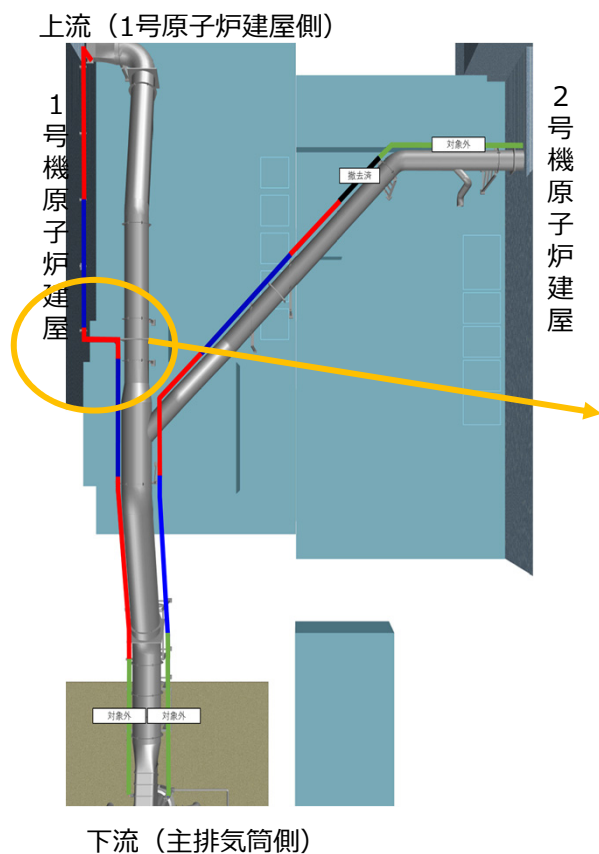 上流（1号原子炉建屋側）
1号機原子炉建屋
2号機原子炉建屋
対象外
撤去済
対象外
対象外
下流（主排気筒側）